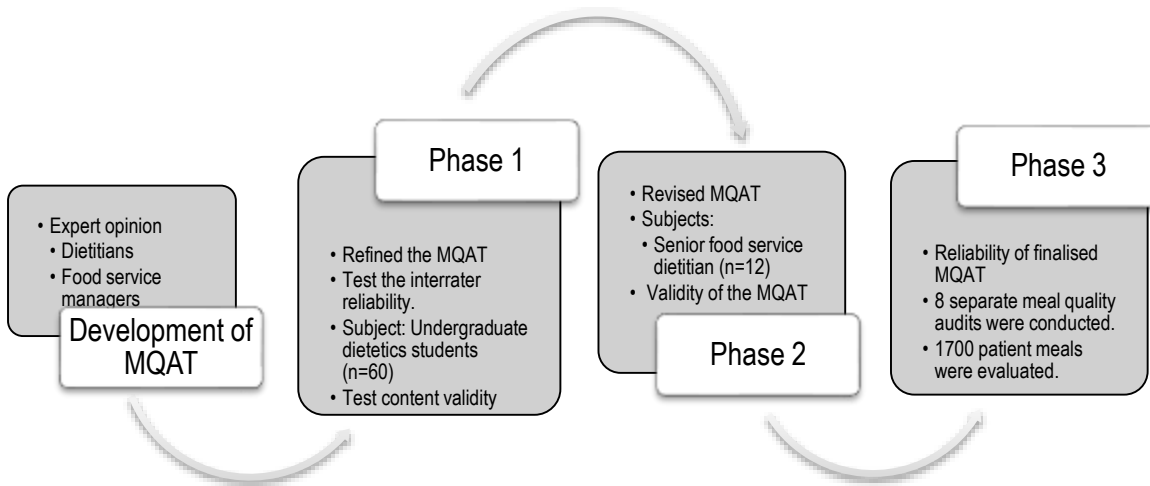 • Expert opinion
• Dietitians
• Food service
managers
Development of
MQAT
Phase 1
• Refined the MQAT
• Test the interrater
reliability.
• Subject: Undergraduate
dietetics students
(n=60)
• Test content validity
• Revised MQAT
• Subjects:
• Senior food service
dietitian (n=12)
• Validity of the MQAT
Phase 2
Phase 3
• Reliability of finalised
MQAT
• 8 separate meal quality
audits were conducted.
• 1700 patient meals
were evaluated.